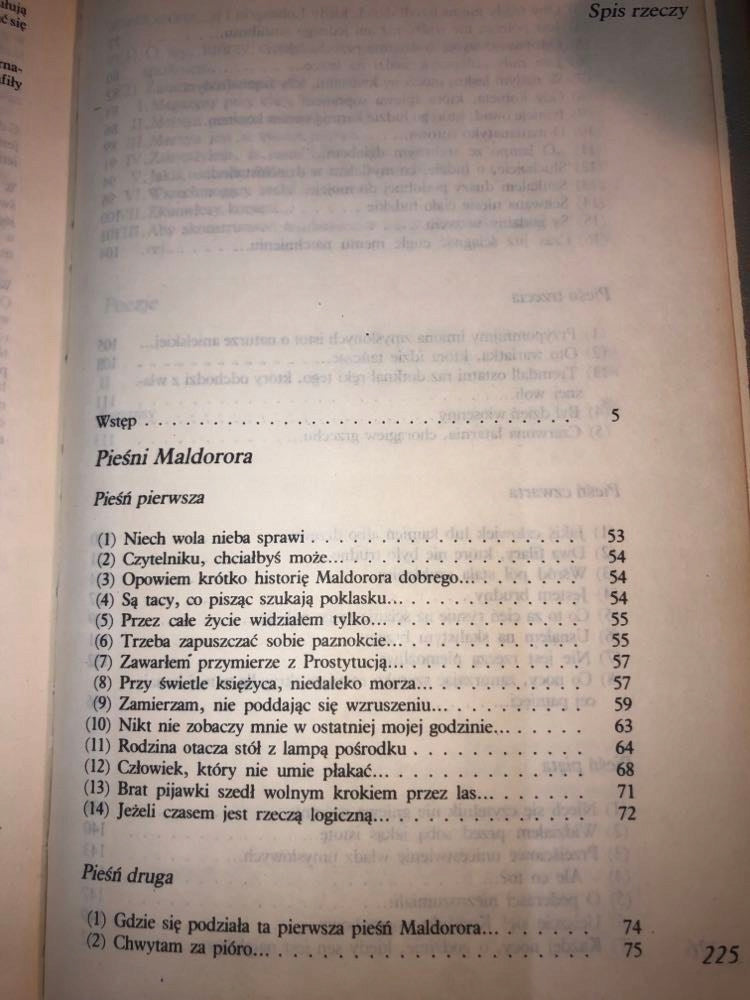 łują
ć się
rna-
afiły
Spis rzeczy
Wstęp . . . . . . . . . . . . . . . . . . . . . . . . . . . . . 5
Pieśni Maldorora
Pieśń pierwsza
(1) Niech wola nieba sprawi . . . . . . . . . . . . . . . . . 53
(2) Czytelniku, chciałbyś może... . . . . . . . . . . . . . . . 54
(3) Opowiem krótko historię Maldorora dobrego... . . . . . . . 54
(4) Są tacy, co pisząc szukają poklasku... . . . . . . . . . . . 54
(5) Przez całe życie widziałem tylko... . . . . . . . . . . . . 55
(6) Trzeba zapuszczać sobie paznokcie... . . . . . . . . . . . 55
(7) Zawarłem przymierze z Prostytucją... . . . . . . . . . . . 57
(8) Przy świetle księżyca, niedaleko morza... . . . . . . . . . 57
(9) Zamierzam, nie poddając się wzruszeniu... . . . . . . . . 59
(10) Nikt nie zobaczy mnie w ostatniej mojej godzinie... . . . . . 63
(11) Rodzina otacza stół z lampą pośrodku . . . . . . . . . . . 64
(12) Człowiek, który nie umie płakać... . . . . . . . . . . . . 68
(13) Brat pijawki szedł wolnym krokiem przez las... . . . . . . 71
(14) Jeżeli czasem jest rzeczą logiczną... . . . . . . . . . . . . 72
Pieśń druga
(1) Gdzie się podziała ta pierwsza pieśń Maldorora... . . . . . . 74
(2) Chwytam za pióro... . . . . . . . . . . . . . . . . . . . 75
225